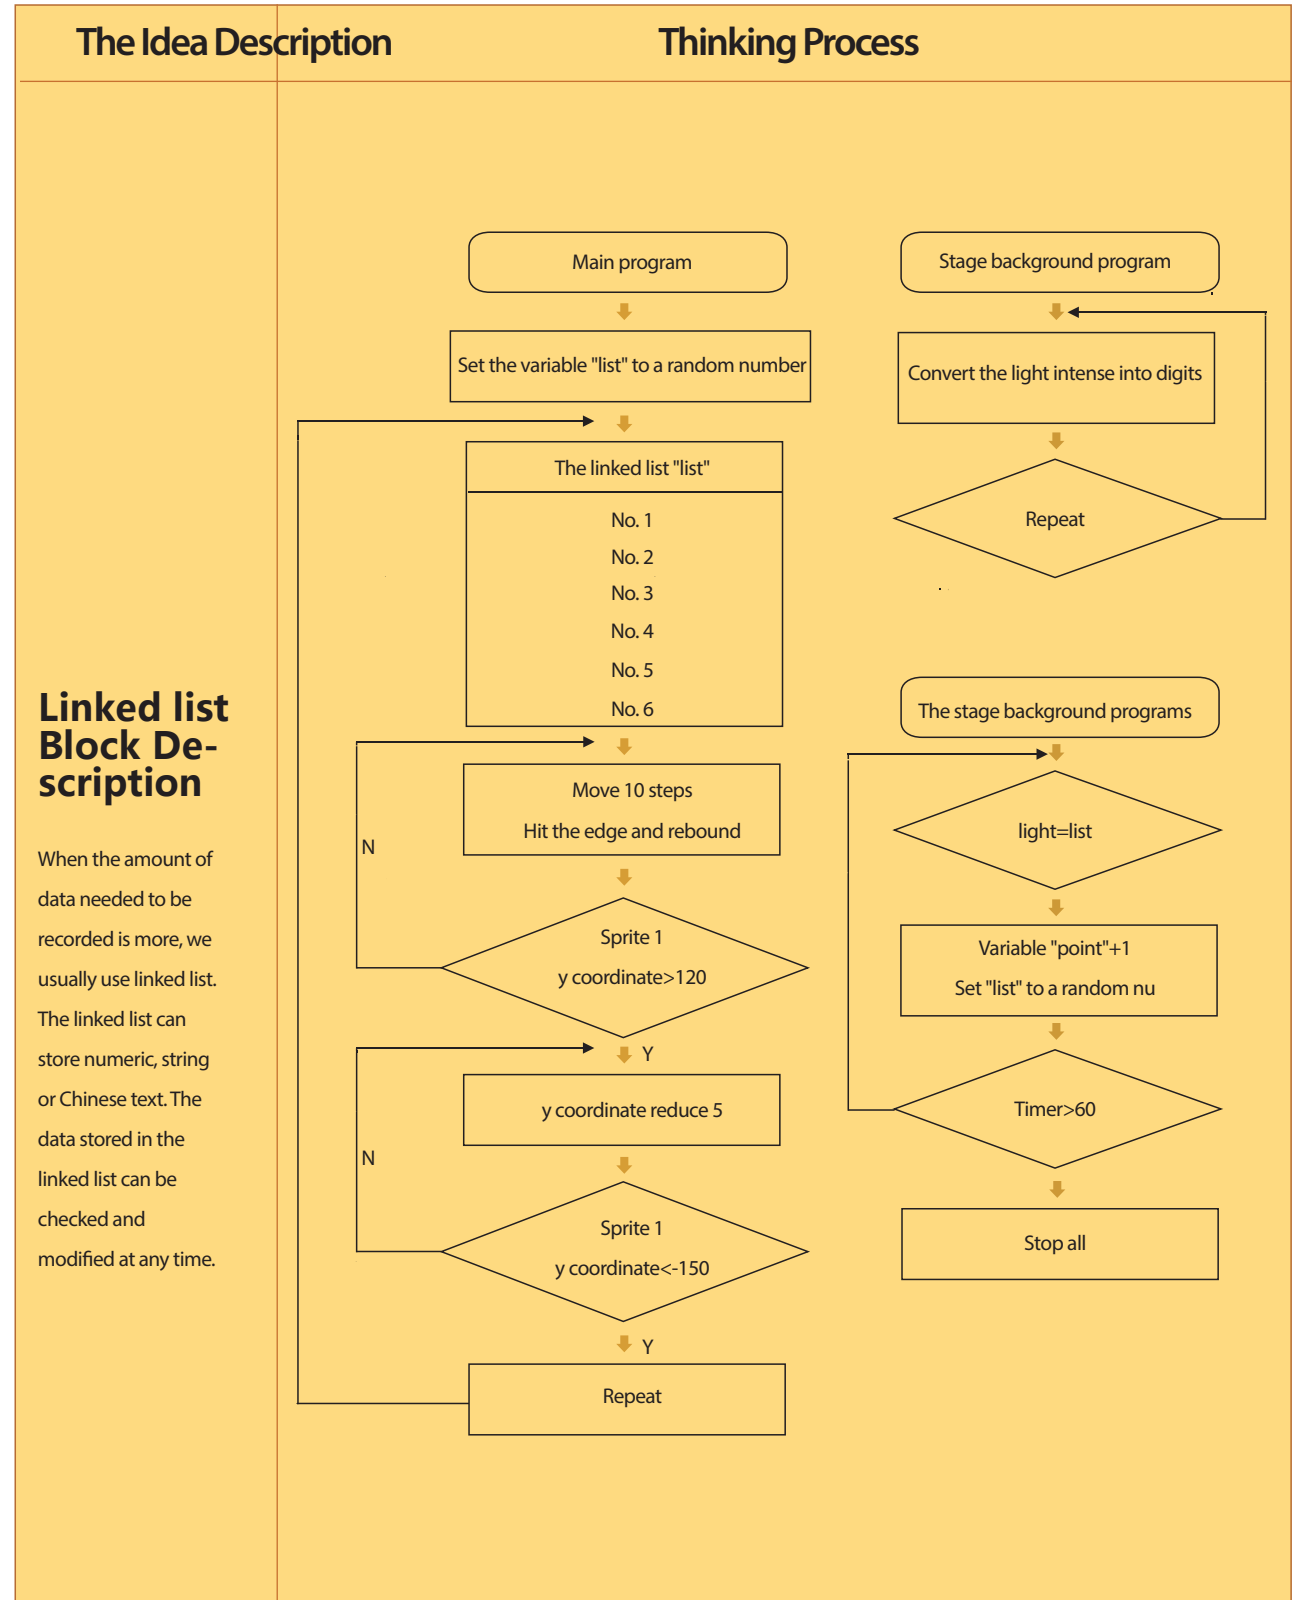 The Idea Description
Thinking Process
Linked list
Block De-
scription
When the amount of
data needed to be
recorded is more, we
usually use linked list.
The linked list can
store numeric, string
or Chinese text. The
data stored in the
linked list can be
checked and
modified at any time.
Main program
Set the variable "list" to a random number
The linked list "list"
No. 1
No. 2
No. 3
No. 4
No. 5
No. 6
Move 10 steps
Hit the edge and rebound
N
Sprite 1
y coordinate>120
Y
y coordinate reduce 5
N
Sprite 1
y coordinate<-150
Y
Repeat
Stage background program
Convert the light intense into digits
Repeat
The stage background programs
light=list
Variable "point"+1
Set "list" to a random nu
Timer>60
Stop all